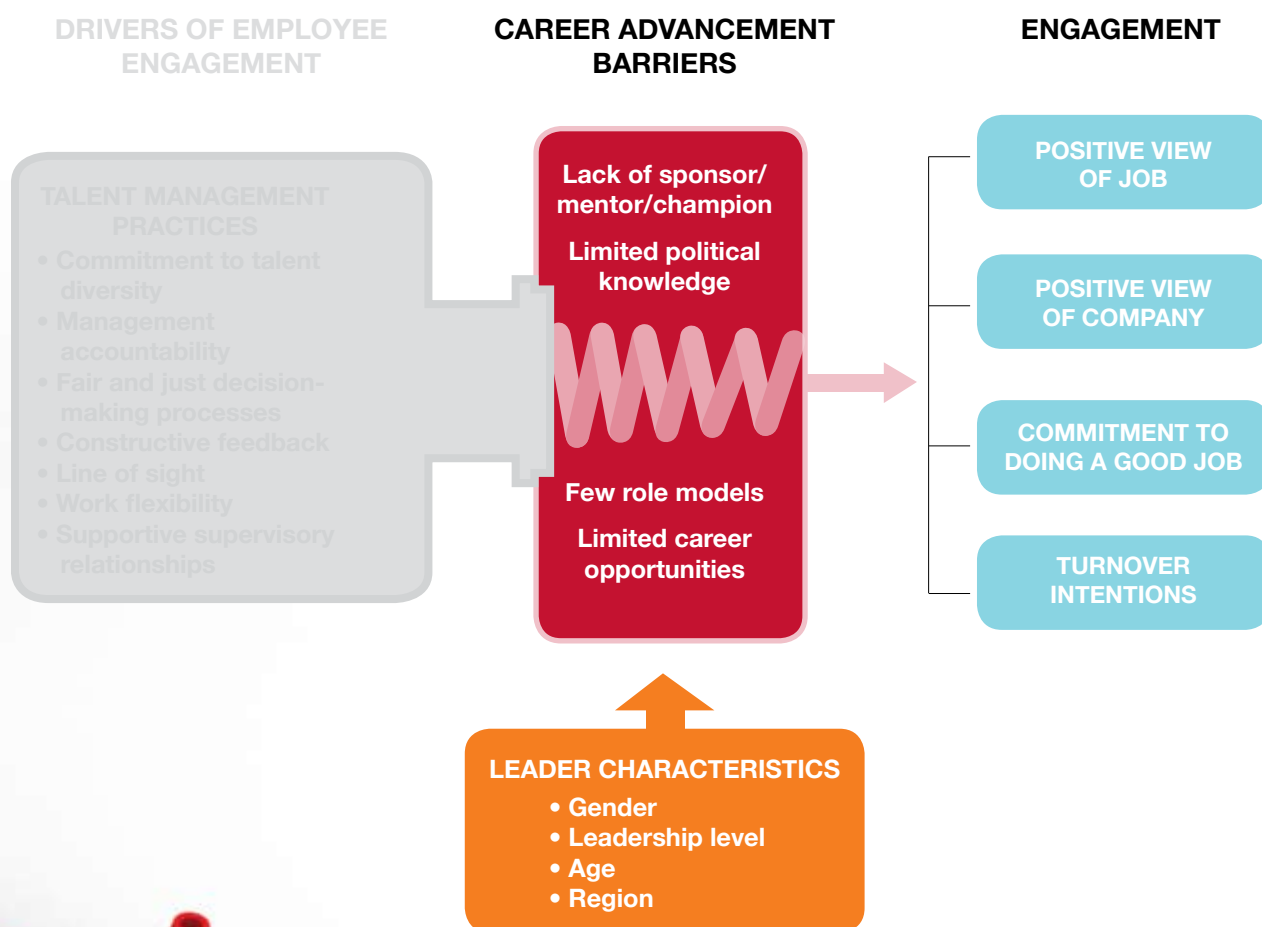 DRIVERS OF EMPLOYEE
ENGAGEMENT
CAREER ADVANCEMENT
BARRIERS
ENGAGEMENT
TALENT MANAGEMENT
PRACTICES
• Commitment to talent
diversity
• Management
accountability
• Fair and just decision-
making processes
• Constructive feedback
• Line of sight
• Work flexibility
• Supportive supervisory
relationships
Lack of sponsor/
mentor/champion
Limited political
knowledge
Few role models
Limited career
opportunities
POSITIVE VIEW
OF JOB
POSITIVE VIEW
OF COMPANY
COMMITMENT TO
DOING A GOOD JOB
TURNOVER
INTENTIONS
LEADER CHARACTERISTICS
• Gender
• Leadership level
• Age
• Region